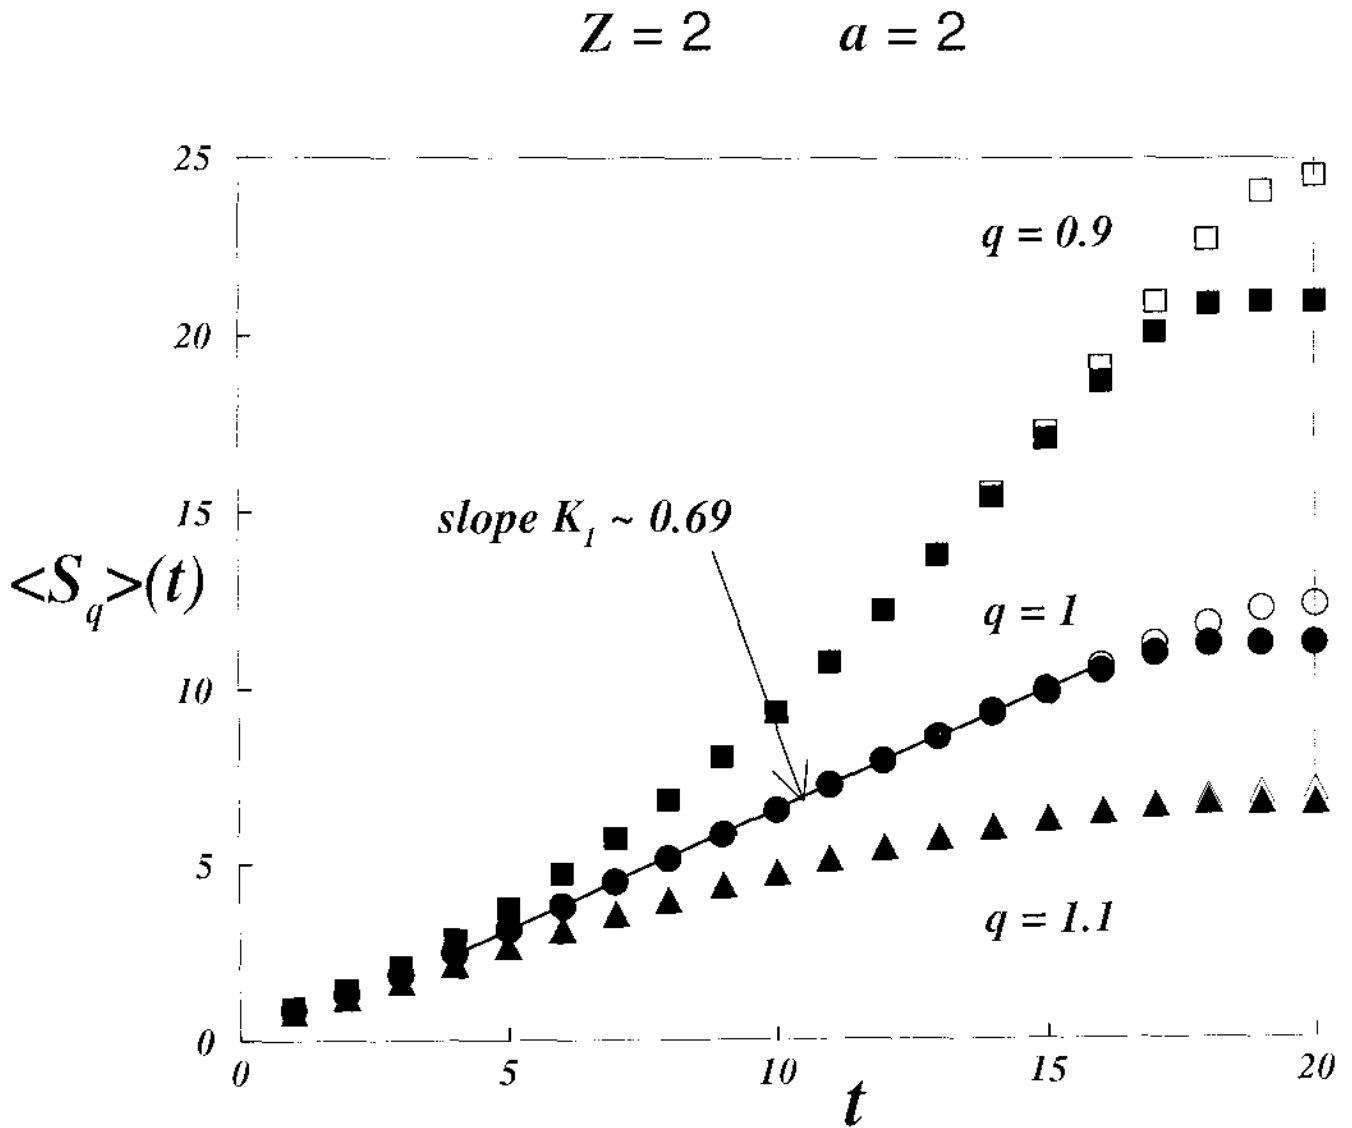 Z = 2 a = 2
25
q = 0.9
20
15
slope K1 ~ 0.69
<Sq>(t)
q = 1
10
5
q = 1.1
0
0 5 10 15 20
t